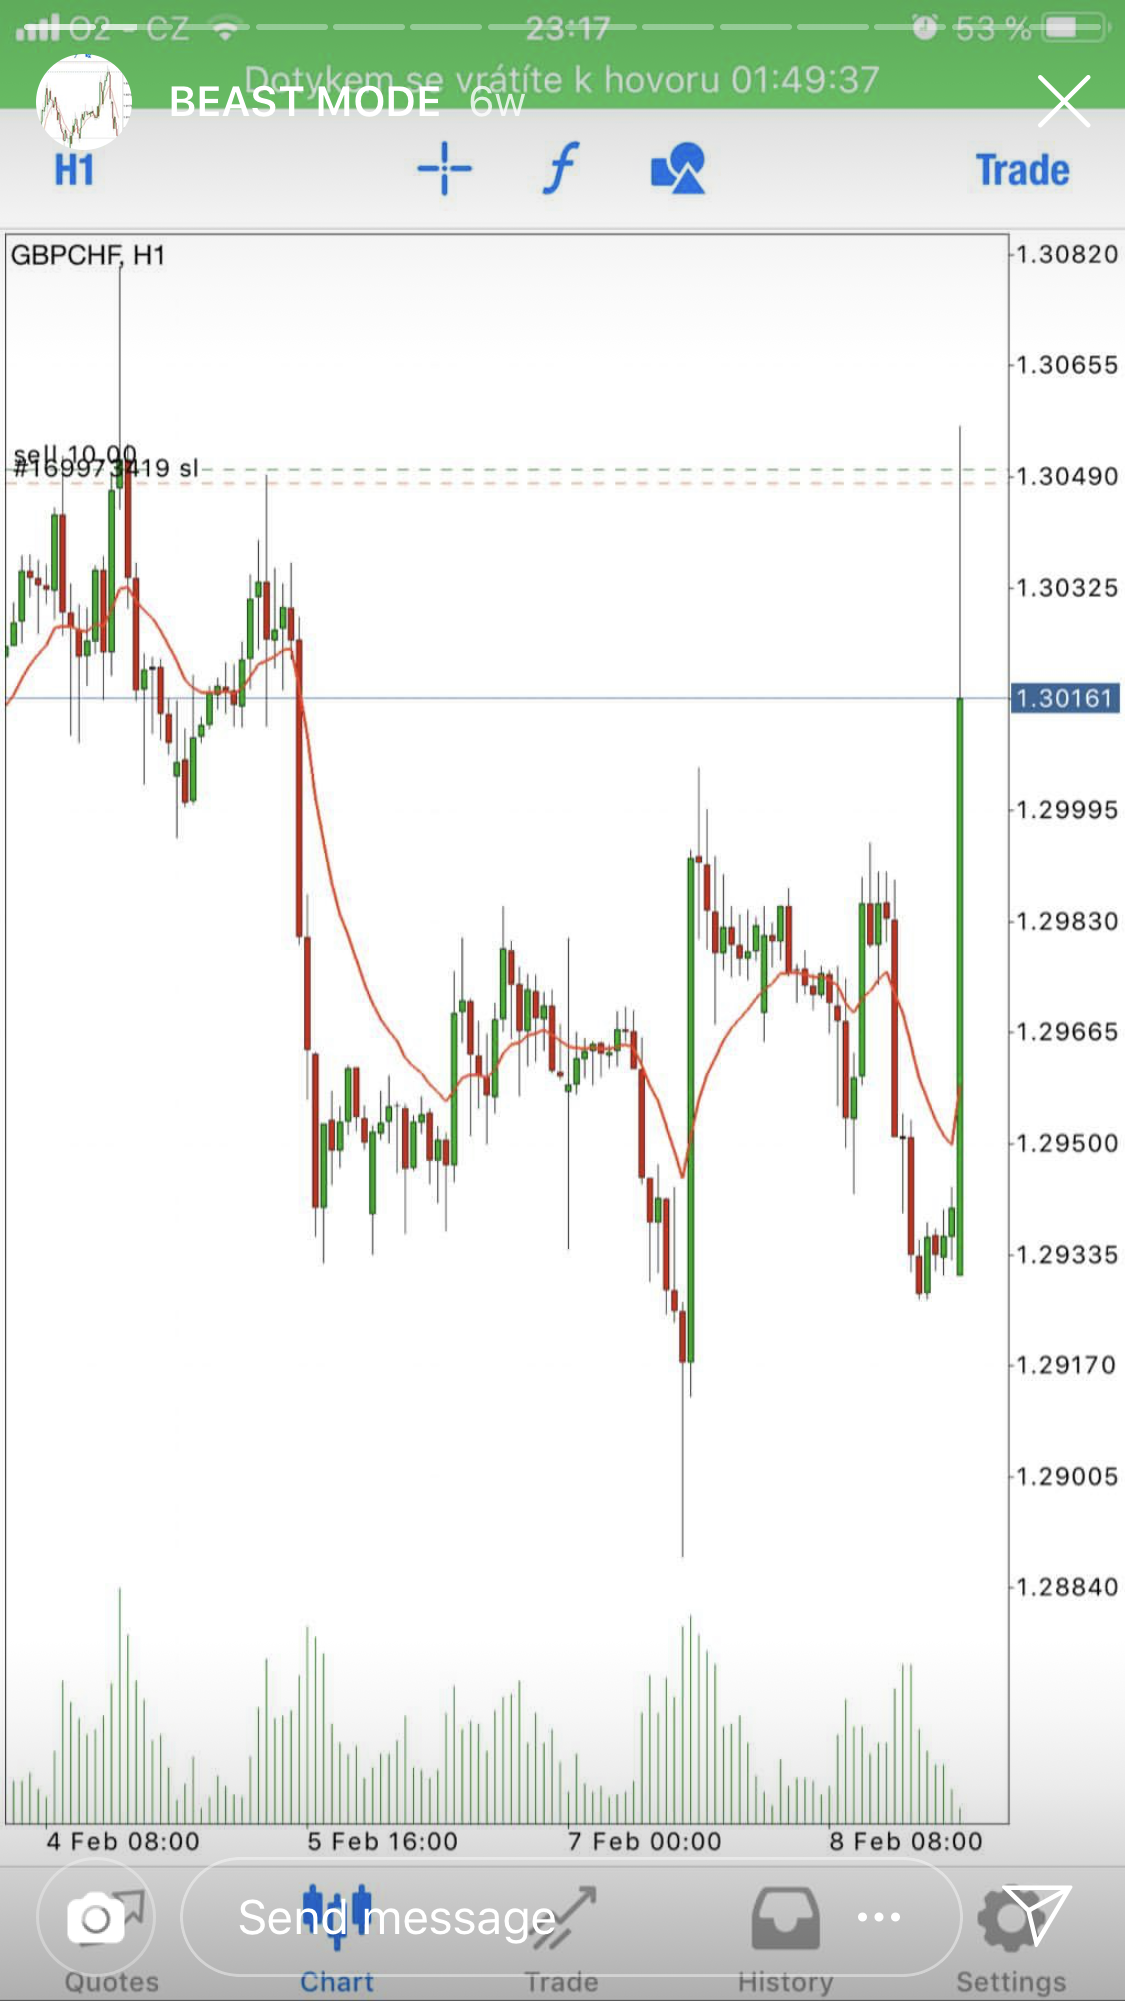 O2 - CZ 23:17 53 %
Dotykem se vrátíte k hovoru 01:49:37
BEAST MODE 6w
H1 f Trade
GBPCHF, H1
1.30820
1.30655
sell 10.00
#169973419 sl
1.30490
1.30325
1.30161
1.29995
1.29830
1.29665
1.29500
1.29335
1.29170
1.29005
1.28840
4 Feb 08:00 5 Feb 16:00 7 Feb 00:00 8 Feb 08:00
Send message
Quotes Chart Trade History Settings